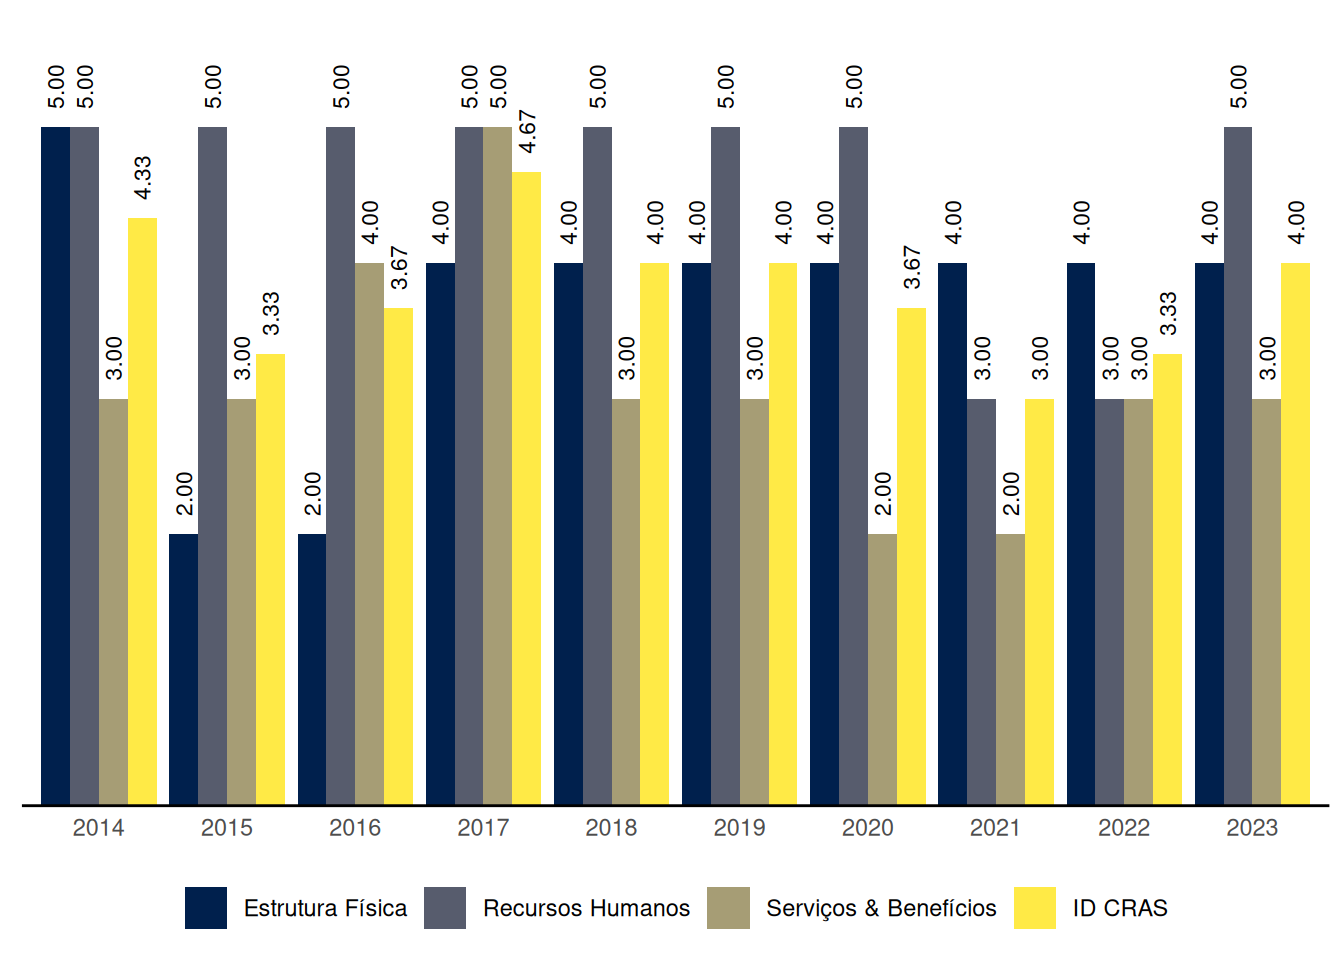 5.00 5.00 3.00 4.33 2.00 5.00 3.00 3.33 2.00 5.00 4.00 3.67 4.00 5.00 5.00 4.67 4.00 5.00 3.00 4.00 4.00 5.00 3.00 4.00 4.00 5.00 2.00 3.67 4.00 3.00 2.00 3.00 4.00 3.00 3.00 3.33 4.00 5.00 3.00 4.00
2014 2015 2016 2017 2018 2019 2020 2021 2022 2023
Estrutura Física Recursos Humanos Serviços & Benefícios ID CRAS